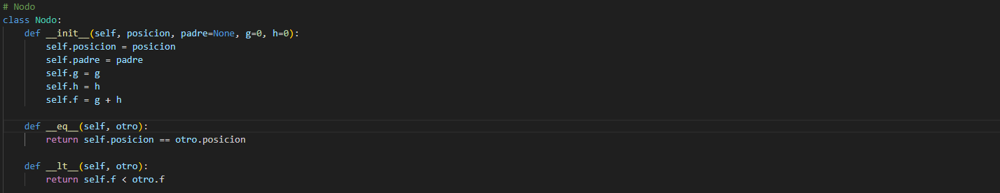 # Nodo
class Nodo:
    def __init__(self, posicion, padre=None, g=0, h=0):
        self.posicion = posicion
        self.padre = padre
        self.g = g
        self.h = h
        self.f = g + h
    def __eq__(self, otro):
        return self.posicion == otro.posicion
    def __lt__(self, otro):
        return self.f < otro.f